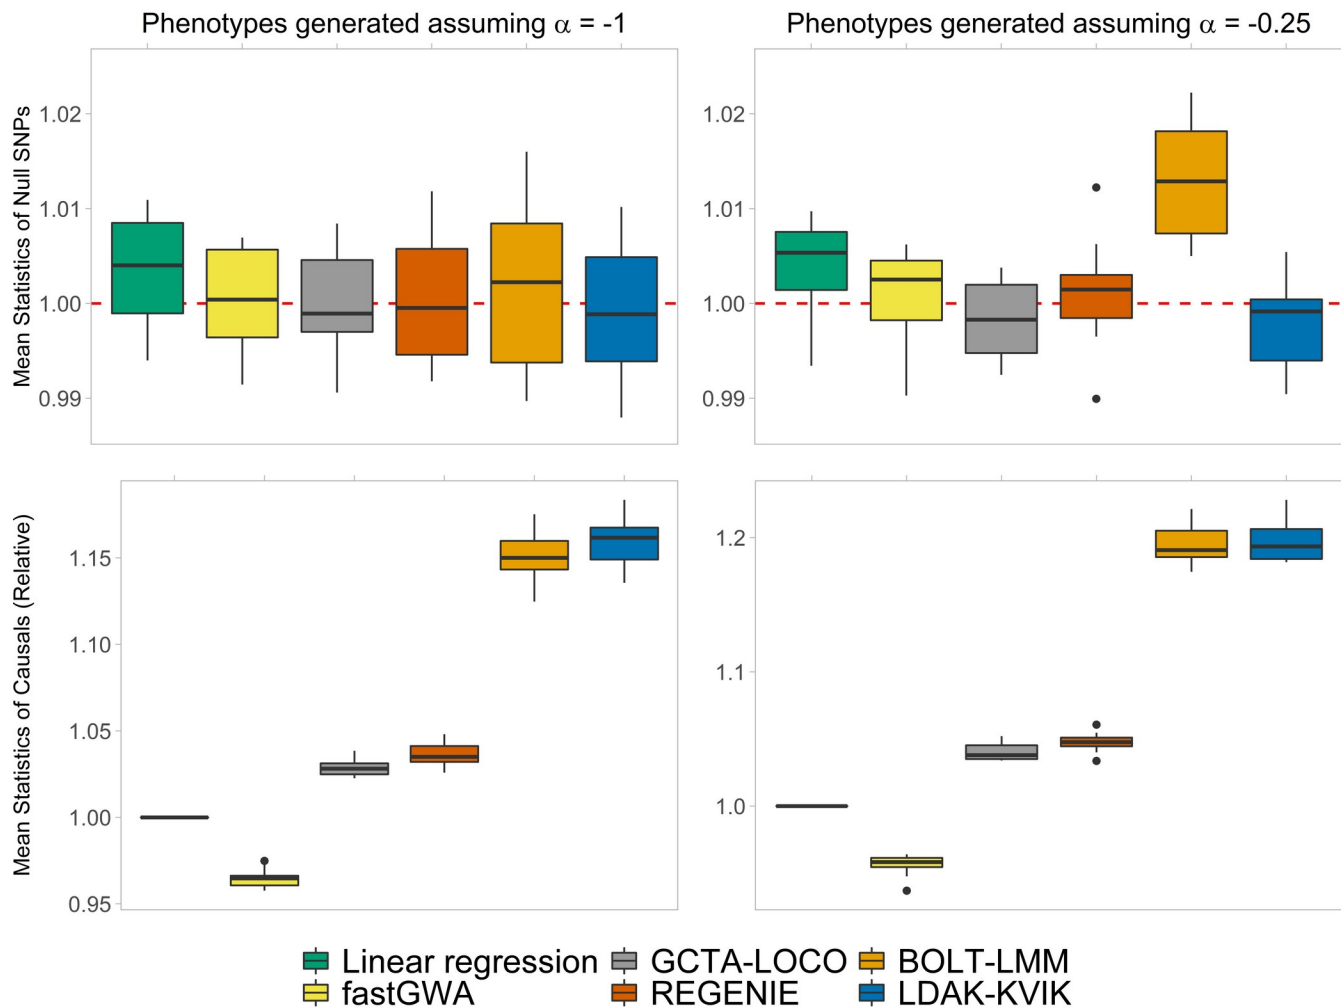 Phenotypes generated assuming α = -1
Phenotypes generated assuming α = -0.25
Mean Statistics of Null SNPs
1.02
1.01
1.00
0.99
1.02
1.01
1.00
0.99
Mean Statistics of Causals (Relative)
1.15
1.10
1.05
1.00
0.95
1.2
1.1
1.0
Linear regression
GCTA-LOCO
BOLT-LMM
fastGWA
REGENIE
LDAK-KVIK